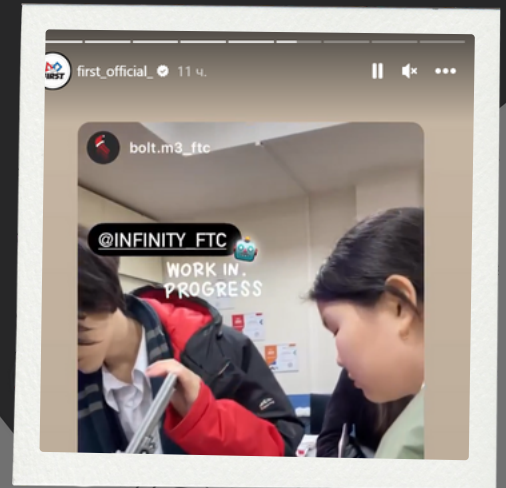 FIRST
first_official_ 11 ч.
bolt.m3_ftc
@INFINITY_FTC
WORK IN.
PROGRESS